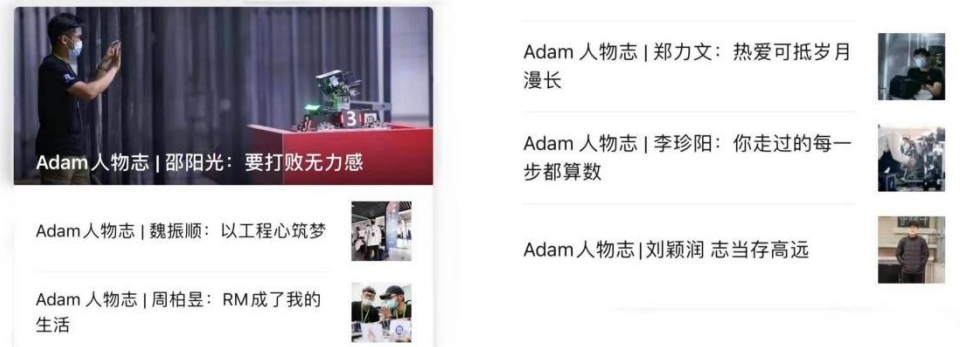 3
Adam人物志 | 邵阳光：要打败无力感
Adam人物志 | 魏振顺：以工程心筑梦
Adam 人物志 | 周柏昱：RM成了我的
生活
Adam 人物志 | 郑力文：热爱可抵岁月
漫长
Adam 人物志 | 李珍阳：你走过的每一
步都算数
Adam人物志|刘颖润 志当存高远